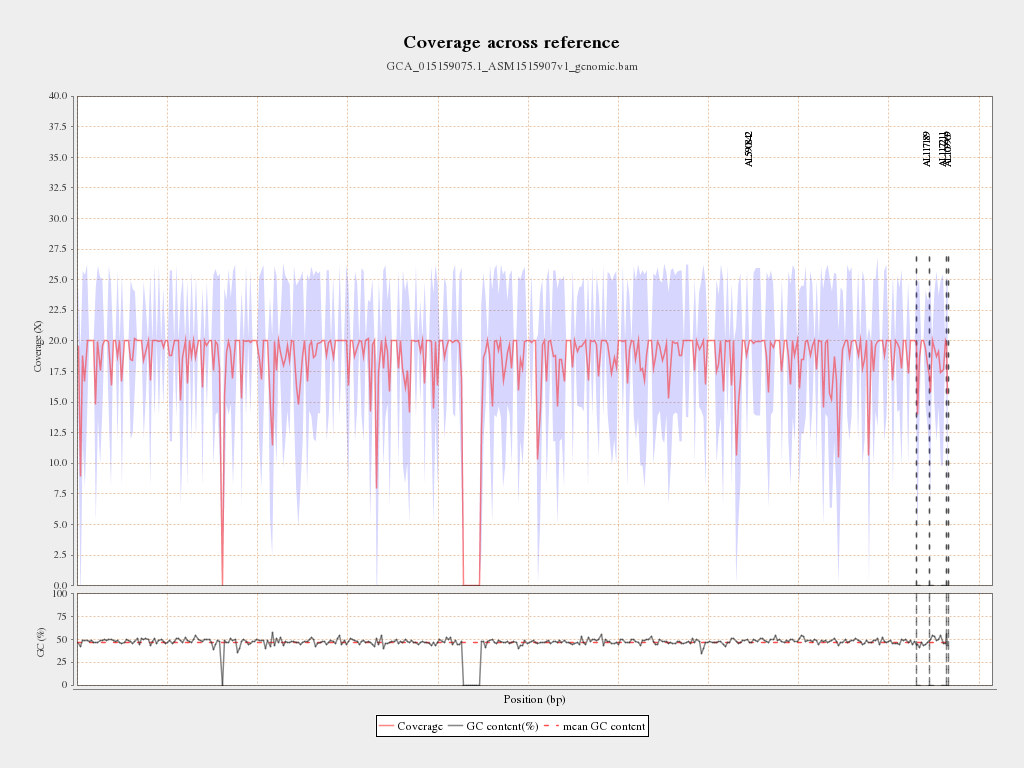 Coverage across reference
GCA_015159075.1_ASM1515907v1_genomic.bam
Coverage (X)
40.0
37.5
35.0
32.5
30.0
27.5
25.0
22.5
20.0
17.5
15.0
12.5
10.0
7.5
5.0
2.5
0.0
AL590842
AL117189
AL117211
AL109969
GC (%)
100
75
50
25
0
Position (bp)
Coverage GC content(%) mean GC content